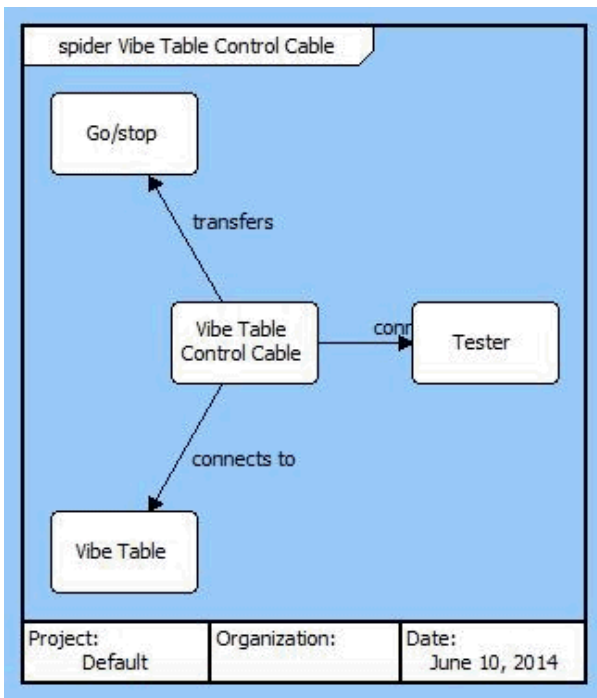 spider Vibe Table Control Cable
Go/stop
transfers
Vibe Table
Control Cable
conr
Tester
connects to
Vibe Table
Project:
Default
Organization:
Date:
June 10, 2014